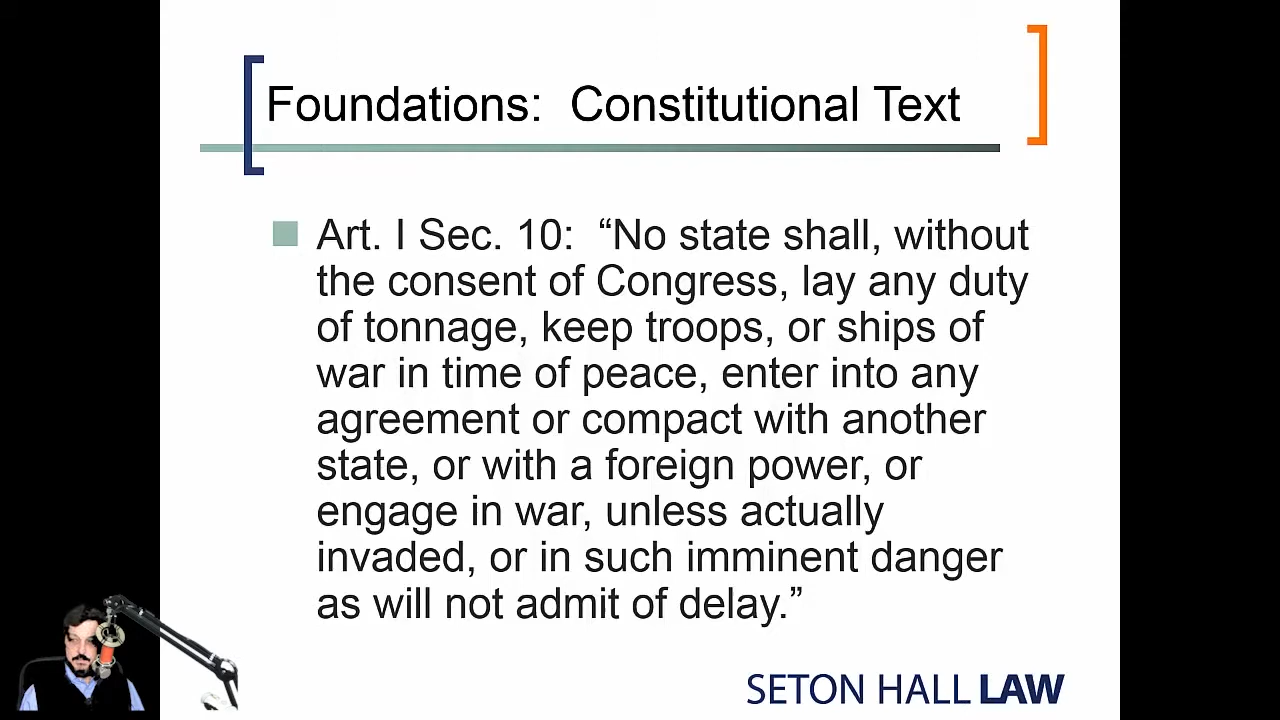 Foundations:  Constitutional Text
Art. I Sec. 10:  “No state shall, without
the consent of Congress, lay any duty
of tonnage, keep troops, or ships of
war in time of peace, enter into any
agreement or compact with another
state, or with a foreign power, or
engage in war, unless actually
invaded, or in such imminent danger
as will not admit of delay.”
SETON HALL LAW